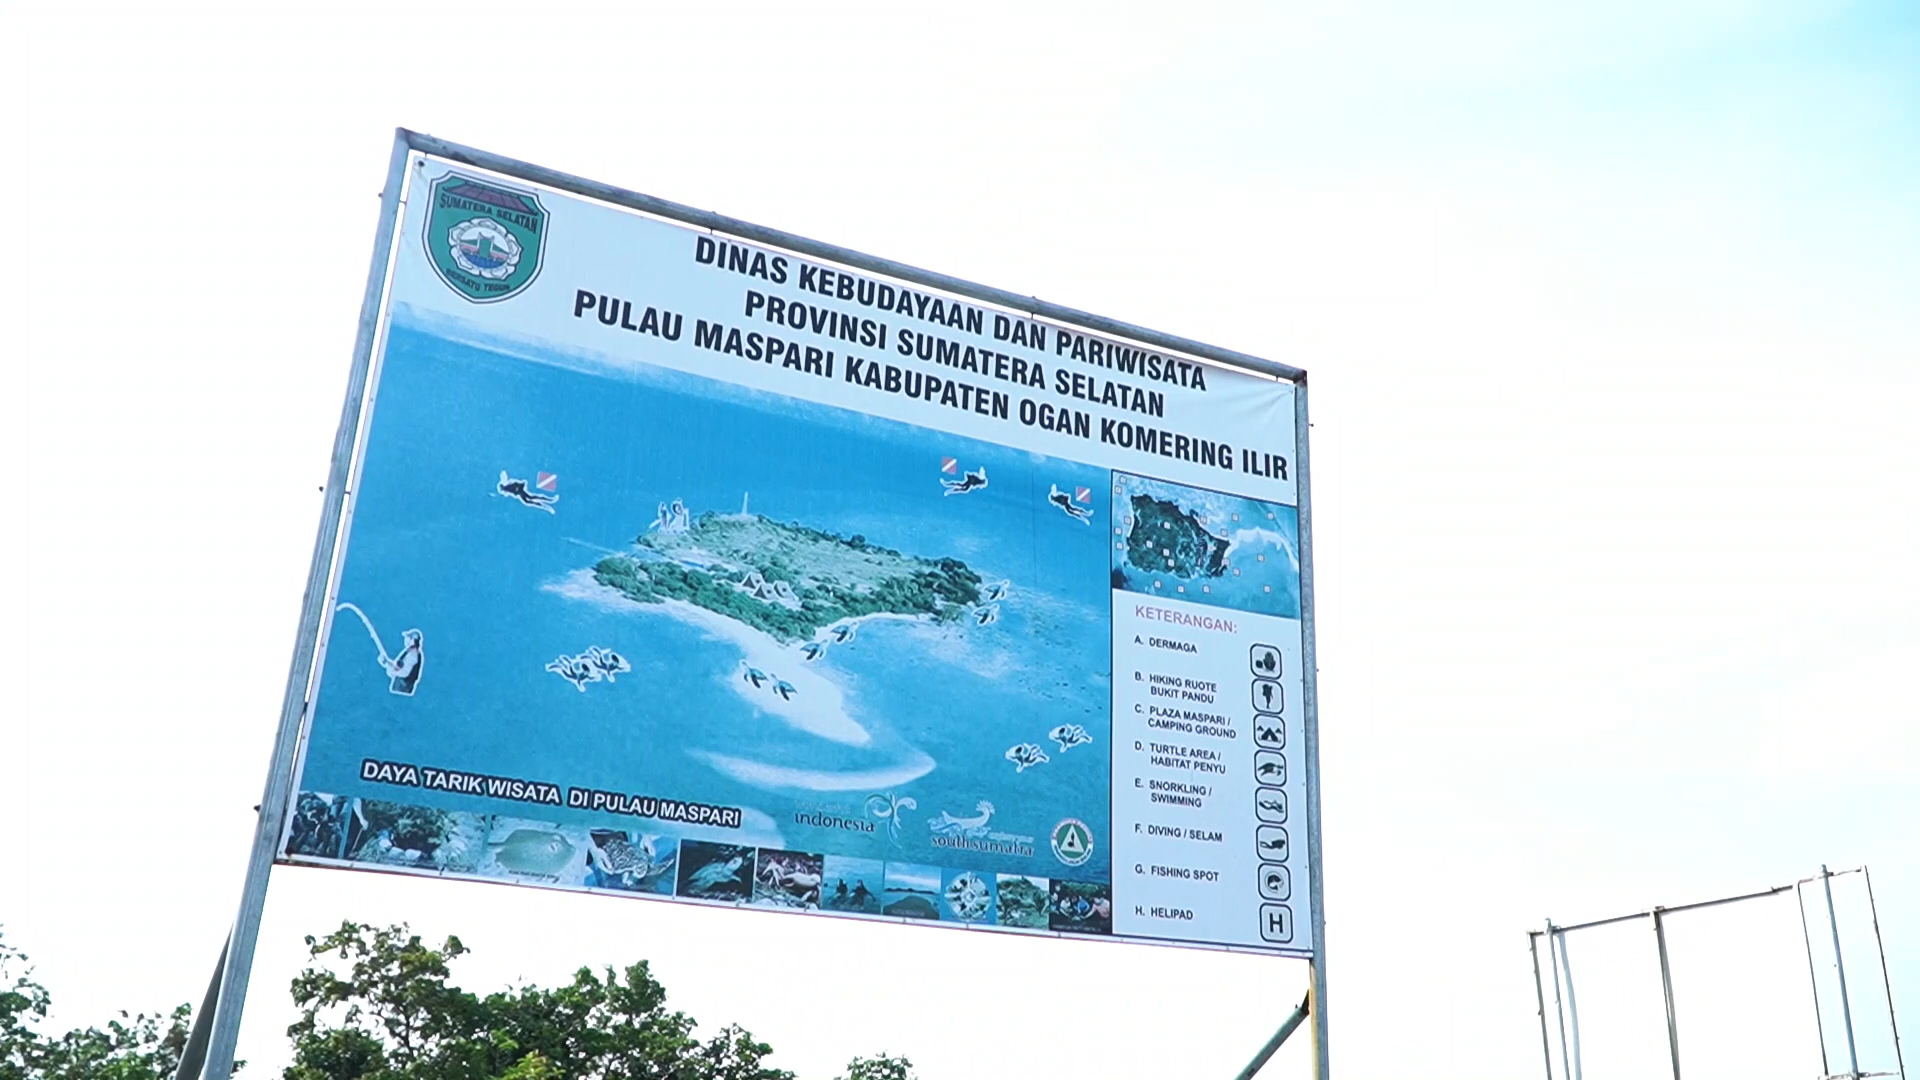 SUMATERA SELATAN
BERSATU TEGUH
DINAS KEBUDAYAAN DAN PARIWISATA
PROVINSI SUMATERA SELATAN
PULAU MASPARI KABUPATEN OGAN KOMERING ILIR
KETERANGAN:
A. DERMAGA
B. HIKING RUOTE
BUKIT PANDU
C. PLAZA MASPARI /
CAMPING GROUND
D. TURTLE AREA /
HABITAT PENYU
E. SNORKLING /
SWIMMING
F. DIVING / SELAM
G. FISHING SPOT
H. HELIPAD
H
DAYA TARIK WISATA DI PULAU MASPARI
indonesia
south sumatra